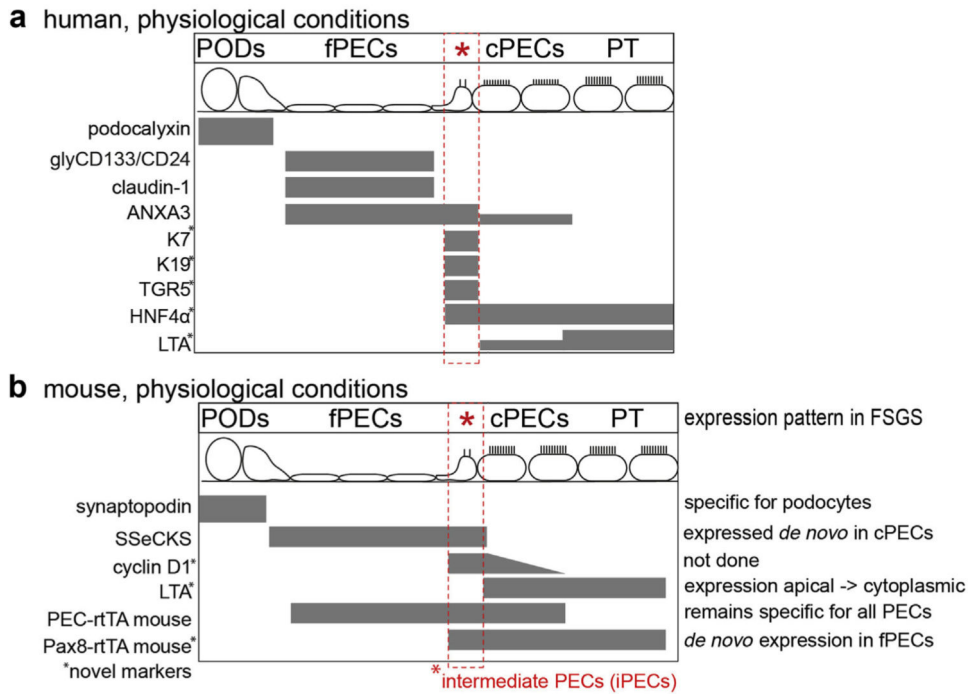 a human, physiological conditions
PODs fPECs * cPECs PT
podocalyxin
glyCD133/CD24
claudin-1
ANXA3
K7*
K19*
TGR5*
HNF4α*
LTA*
b mouse, physiological conditions
PODs fPECs * cPECs PT expression pattern in FSGS
synaptopodin specific for podocytes
SSeCKS expressed de novo in cPECs
cyclin D1* not done
LTA* expression apical -> cytoplasmic
PEC-rtTA mouse remains specific for all PECs
Pax8-rtTA mouse* de novo expression in fPECs
*novel markers *intermediate PECs (iPECs)